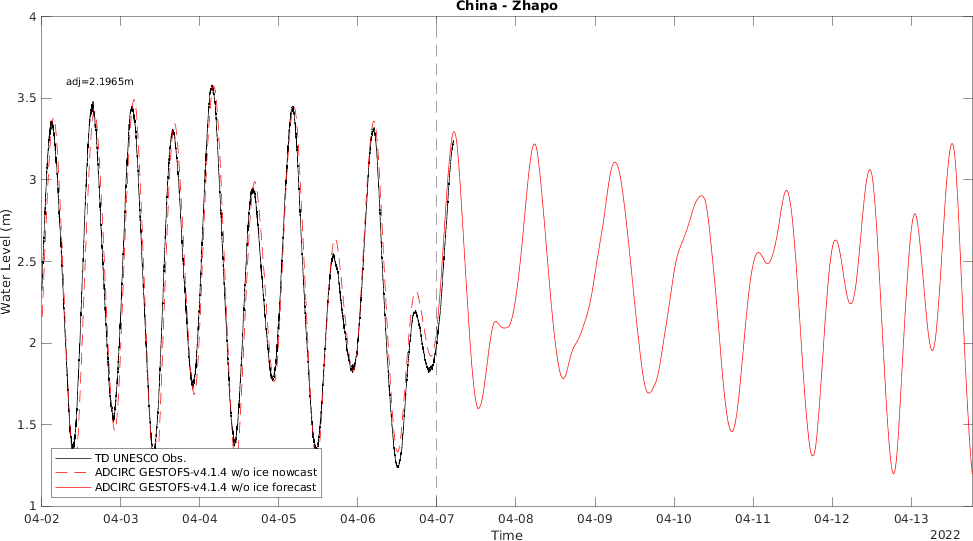 China - Zhapo
4
3.5
3
2.5
2
1.5
1
Water Level (m)
adj=2.1965m
TD UNESCO Obs.
ADCIRC GESTOFS-v4.1.4 w/o ice nowcast
ADCIRC GESTOFS-v4.1.4 w/o ice forecast
04-02 04-03 04-04 04-05 04-06 04-07 04-08 04-09 04-10 04-11 04-12 04-13
Time
2022